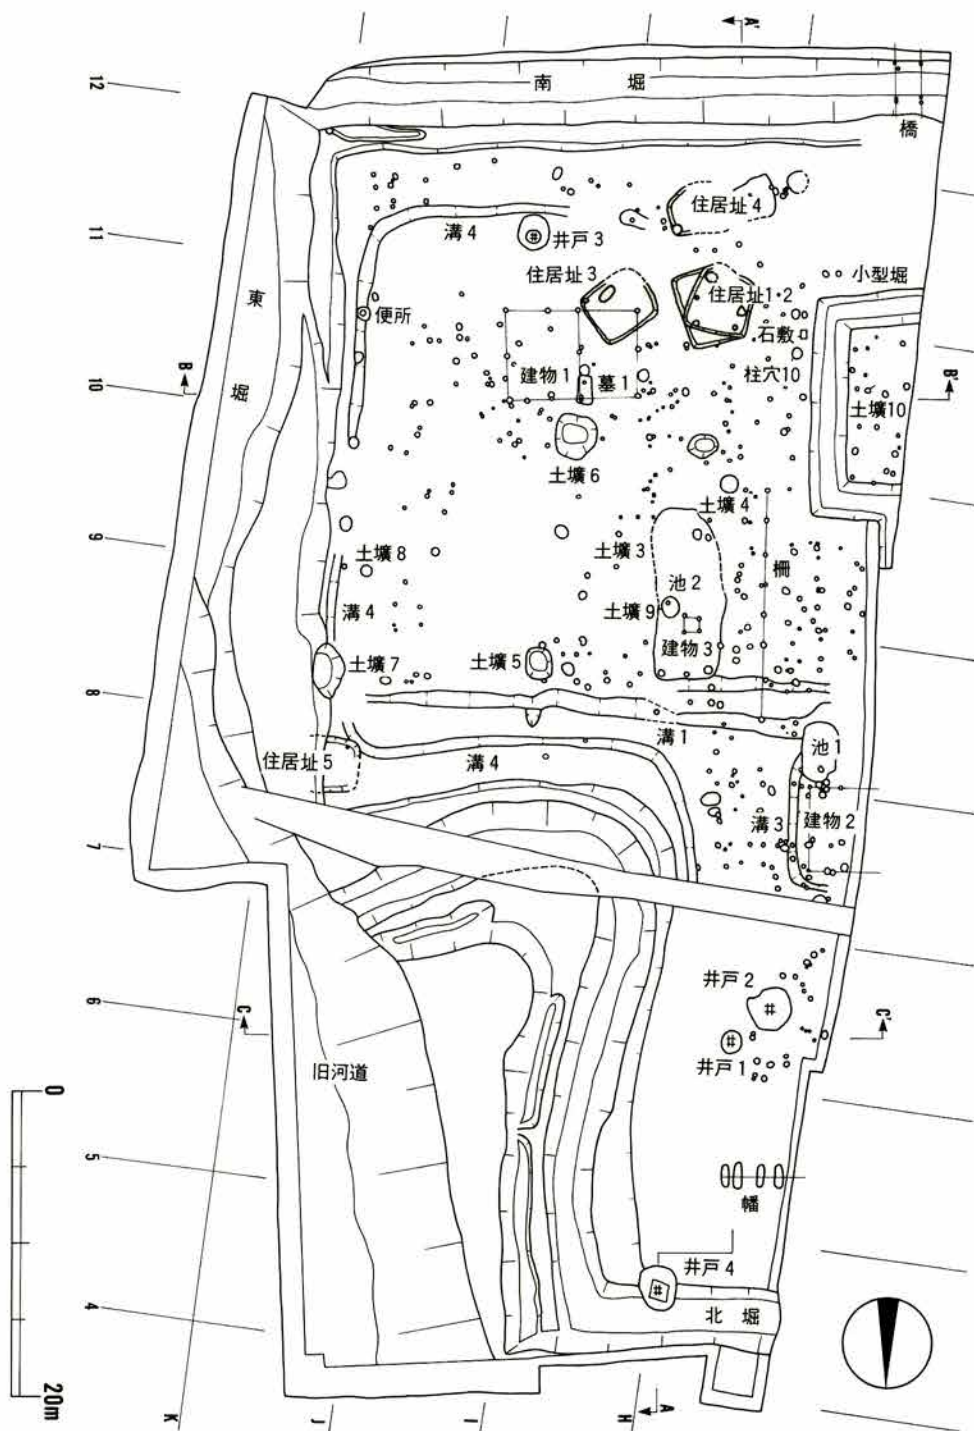 A'
12
南堀
橋
住居址4
11
溝4
井戸3
住居址3
住居址1・2
小型堀
石敷
東堀
便所
B
10
建物1
墓1
柱穴10
B'
土壙10
土壙6
土壙4
9
土壙8
土壙3
池2
柵
溝4
土壙9
建物3
土壙7
土壙5
8
溝1
池1
住居址5
溝4
溝3
建物2
7
井戸2
6
C
C'
井戸1
旧河道
0
5
幡
井戸4
4
北堀
20m
K
J
I
H
A